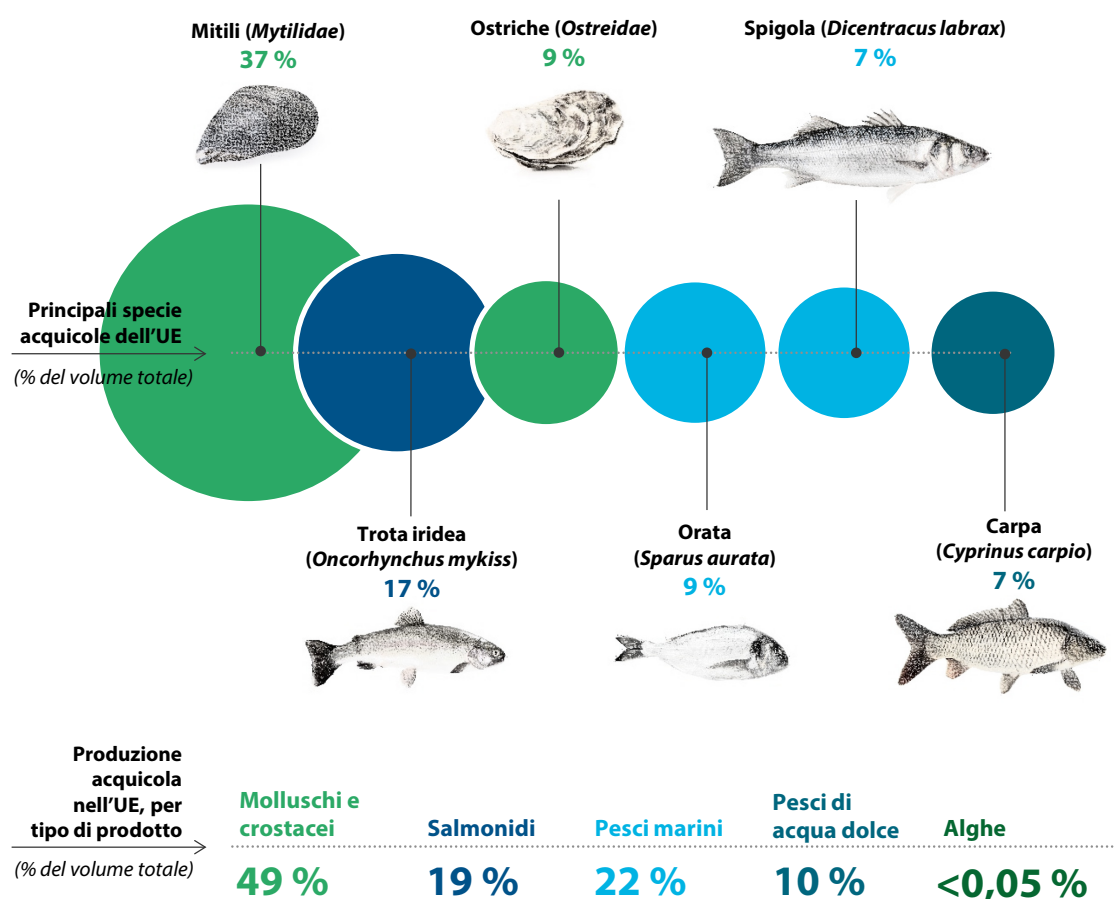 Mitili (Mytilidae)
37 %
Ostriche (Ostreidae)
9 %
Spigola (Dicentracus labrax)
7 %
Principali specie
acquicole dell'UE
(% del volume totale)
Trota iridea
(Oncorhynchus mykiss)
17 %
Orata
(Sparus aurata)
9 %
Carpa
(Cyprinus carpio)
7 %
Produzione
acquicola
nell'UE, per
tipo di prodotto
(% del volume totale)
Molluschi e
crostacei
49 %
Salmonidi
19 %
Pesci marini
22 %
Pesci di
acqua dolce
10 %
Alghe
<0,05 %